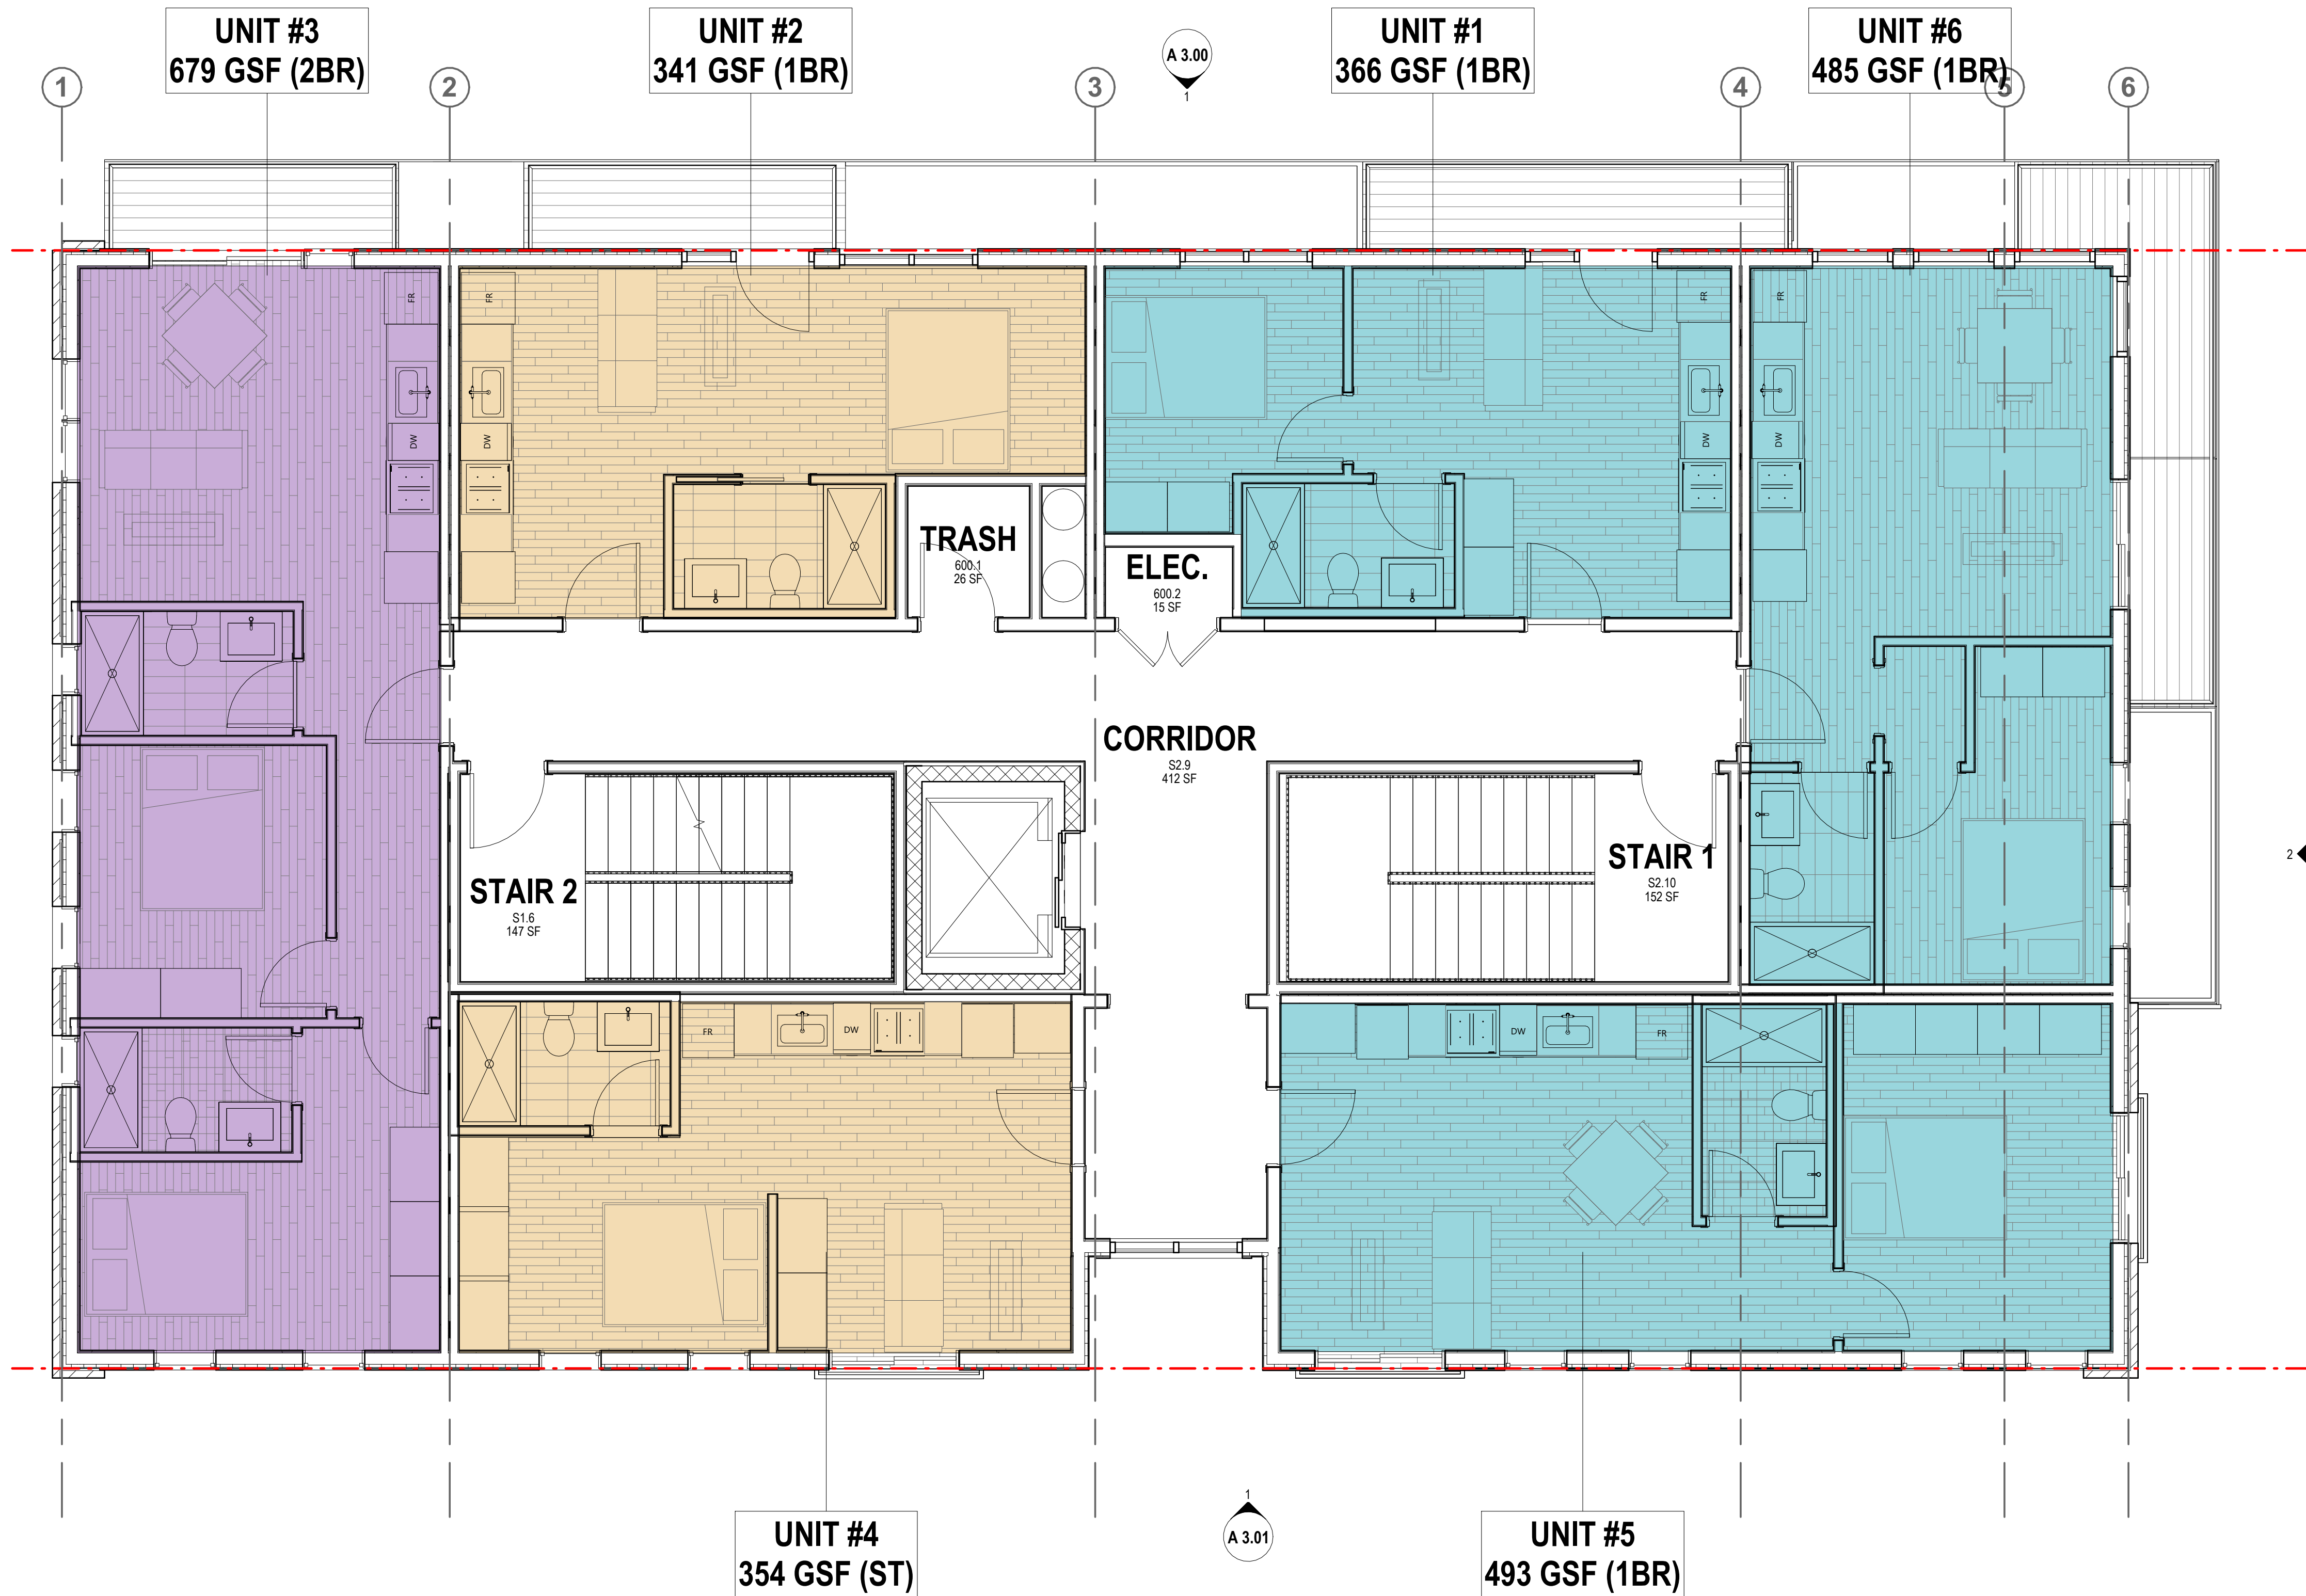 UNIT #3
679 GSF (2BR)
UNIT #2
341 GSF (1BR)
A 3.00
1
UNIT #1
366 GSF (1BR)
UNIT #6
485 GSF (1BR)
1
2
3
4
5
6
FR
FR
FR
FR
DW
DW
DW
DW
TRASH
600.1
26 SF
ELEC.
600.2
15 SF
CORRIDOR
S2.9
412 SF
STAIR 2
S1.6
147 SF
STAIR 1
S2.10
152 SF
2
FR
DW
DW
FR
1
A 3.01
UNIT #4
354 GSF (ST)
UNIT #5
493 GSF (1BR)